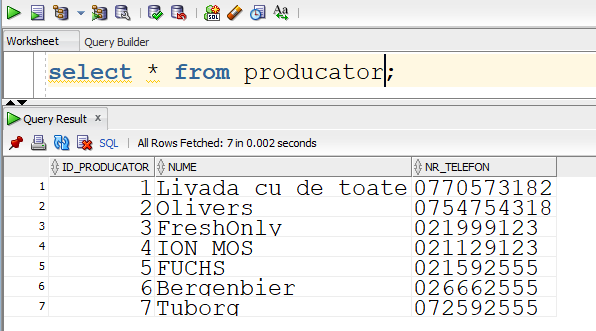 Worksheet Query Builder
select * from producator;
Query Result x
SQL | All Rows Fetched: 7 in 0.002 seconds
ID_PRODUCATOR NUME NR_TELEFON
1 1 Livada cu de toate 0770573182
2 2 Olivers 0754754318
3 3 FreshOnly 021999123
4 4 ION MOS 021129123
5 5 FUCHS 021592555
6 6 Bergenbier 026662555
7 7 Tuborg 072592555